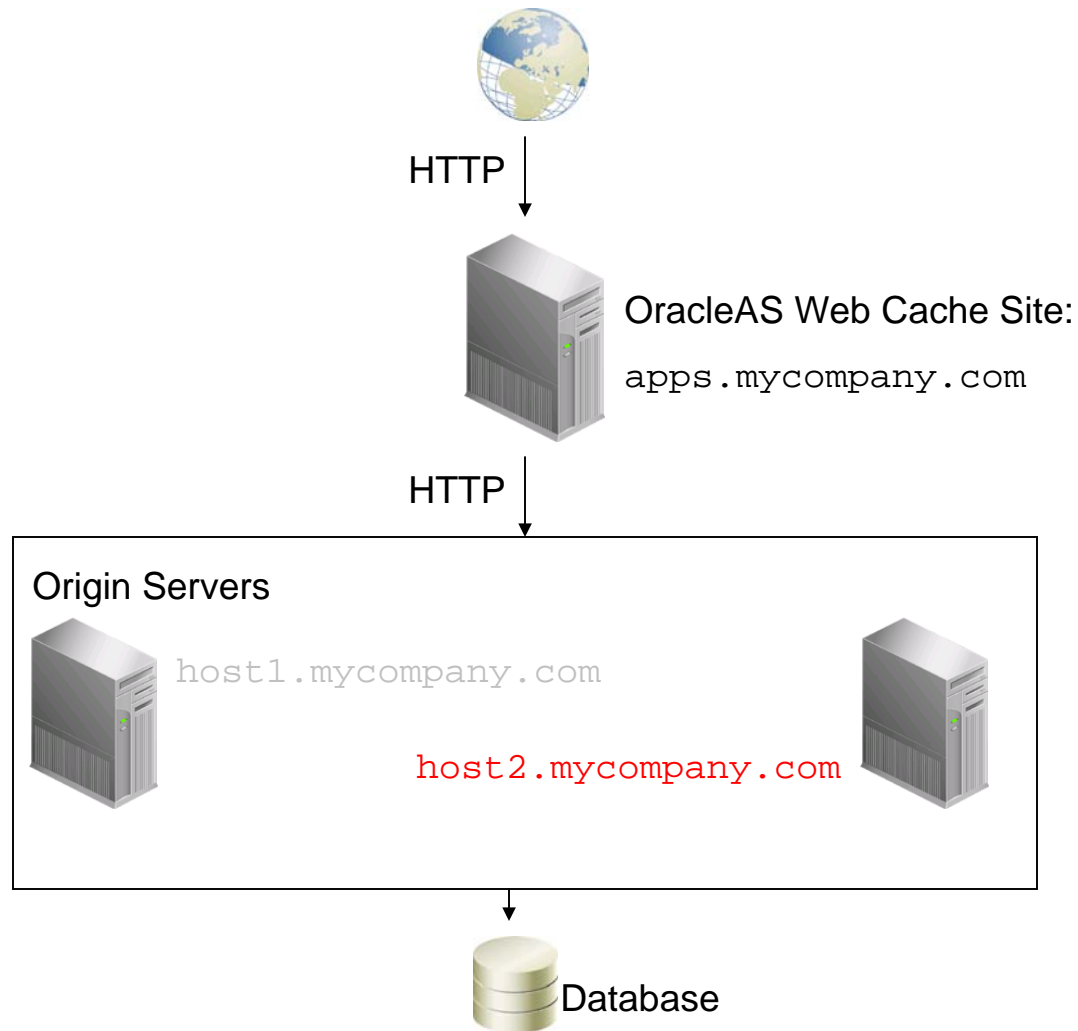 HTTP
OracleAS Web Cache Site:
apps.mycompany.com
HTTP
Origin Servers
host1.mycompany.com
host2.mycompany.com
Database